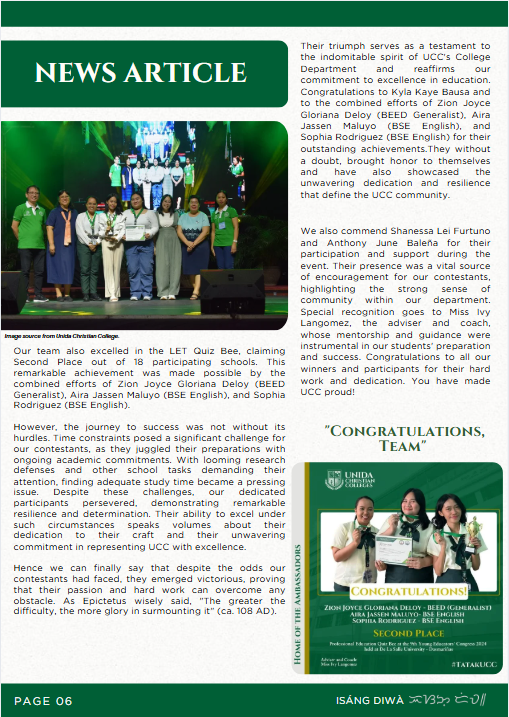 NEWS ARTICLE
Image source from Unida Christian College.
Our team also excelled in the LET Quiz Bee, claiming
Second Place out of 18 participating schools. This
remarkable achievement was made possible by the
combined efforts of Zion Joyce Gloriana Deloy (BEED
Generalist), Aira Jassen Maluyo (BSE English), and Sophia
Rodriguez (BSE English).
However, the journey to success was not without its
hurdles. Time constraints posed a significant challenge for
our contestants, as they juggled their preparations with
ongoing academic commitments. With looming research
defenses and other school tasks demanding their
attention, finding adequate study time became a pressing
issue. Despite these challenges, our dedicated
participants persevered, demonstrating remarkable
resilience and determination. Their ability to excel under
such circumstances speaks volumes about their
dedication to their craft and their unwavering
commitment in representing UCC with excellence.
Hence we can finally say that despite the odds our
contestants had faced, they emerged victorious, proving
that their passion and hard work can overcome any
obstacle. As Epictetus wisely said, "The greater the
difficulty, the more glory in surmounting it" (ca. 108 AD).
Their triumph serves as a testament to
the indomitable spirit of UCC's College
Department and reaffirms our
commitment to excellence in education.
Congratulations to Kyla Kaye Bausa and
to the combined efforts of Zion Joyce
Gloriana Deloy (BEED Generalist), Aira
Jassen Maluyo (BSE English), and
Sophia Rodriguez (BSE English) for their
outstanding achievements.They without
a doubt, brought honor to themselves
and have also showcased the
unwavering dedication and resilience
that define the UCC community.
We also commend Shanessa Lei Furtuno
and Anthony June Baleña for their
participation and support during the
event. Their presence was a vital source
of encouragement for our contestants,
highlighting the strong sense of
community within our department.
Special recognition goes to Miss Ivy
Langomez, the adviser and coach,
whose mentorship and guidance were
instrumental in our students' preparation
and success. Congratulations to all our
winners and participants for their hard
work and dedication. You have made
UCC proud!
"CONGRATULATIONS,
TEAM"
UNIDA
CHRISTIAN
COLLEGES
HOME OF THE AMBASSADORS
CONGRATULATIONS!
ZION JOYCE GLORIANA DELOY - BEED (GENERALIST)
AIRA JASSEN MALUYO- BSE ENGLISH
SOPHIA RODRIGUEZ - BSE ENGLISH
SECOND PLACE
Professional Education Quiz Bee at the 9th Young Educators' Congress 2024
held at De La Salle University - Dasmariñas
Adviser and Coach
Miss Ivy Langomez
#TATAKUCC
PAGE 06
ISÁNG DIWÀ